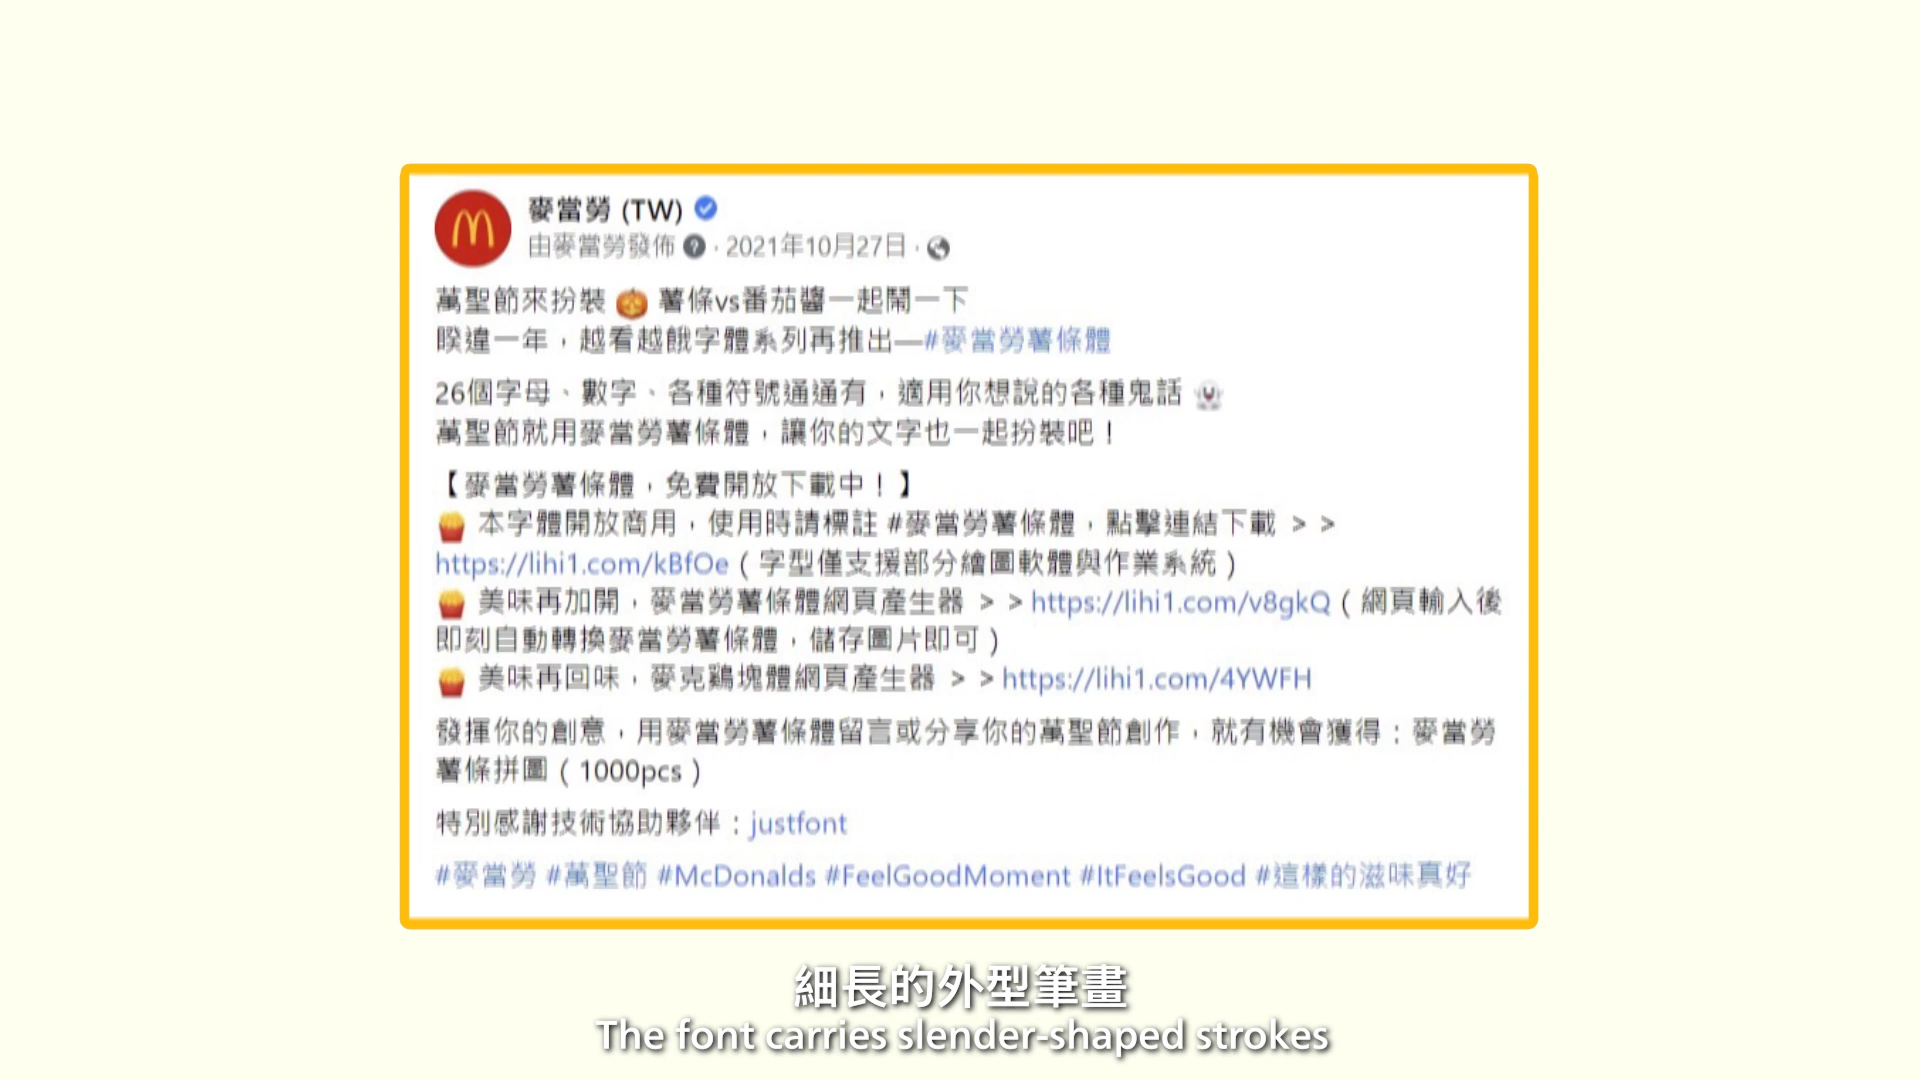 麥當勞 (TW)
由麥當勞發佈 · 2021年10月27日 ·
萬聖節來扮裝 🎃 薯條vs番茄醬一起鬧一下
睽違一年，越看越餓字體系列再推出—#麥當勞薯條體
26個字母、數字、各種符號通通有，適用你想說的各種鬼話 👻
萬聖節就用麥當勞薯條體，讓你的文字也一起扮裝吧！
【麥當勞薯條體，免費開放下載中！】
🍟 本字體開放商用，使用時請標註 #麥當勞薯條體，點擊連結下載 > >
https://lihi1.com/kBfOe（字型僅支援部分繪圖軟體與作業系統）
🍟 美味再加開，麥當勞薯條體網頁產生器 > > https://lihi1.com/v8gkQ（網頁輸入後
即刻自動轉換麥當勞薯條體，儲存圖片即可）
🍟 美味再回味，麥克鷄塊體網頁產生器 > > https://lihi1.com/4YWFH
發揮你的創意，用麥當勞薯條體留言或分享你的萬聖節創作，就有機會獲得：麥當勞
薯條拼圖（1000pcs）
特別感謝技術協助夥伴：justfont
#麥當勞 #萬聖節 #McDonalds #FeelGoodMoment #ItFeelsGood #這樣的滋味真好
細長的外型筆畫
The font carries slender-shaped strokes